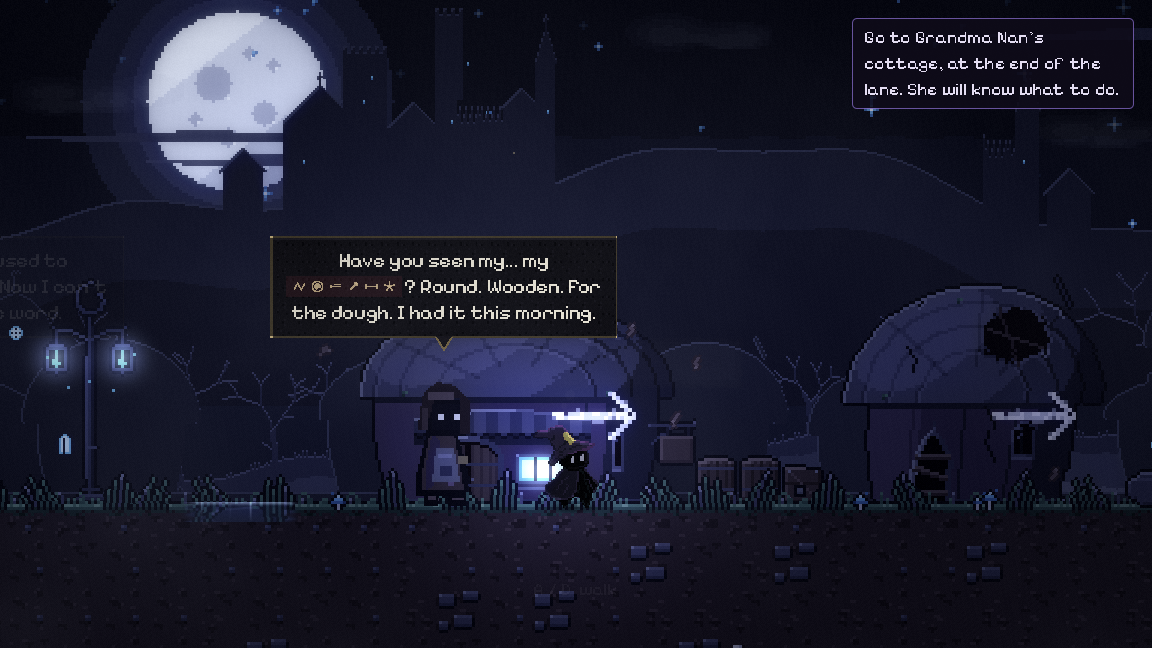 Go to Grandma Nan's
cottage, at the end of the
lane. She will know what to do.
Have you seen my... my
? Round. Wooden. For
the dough. I had it this morning.
used to
Now I can't
word.
walk